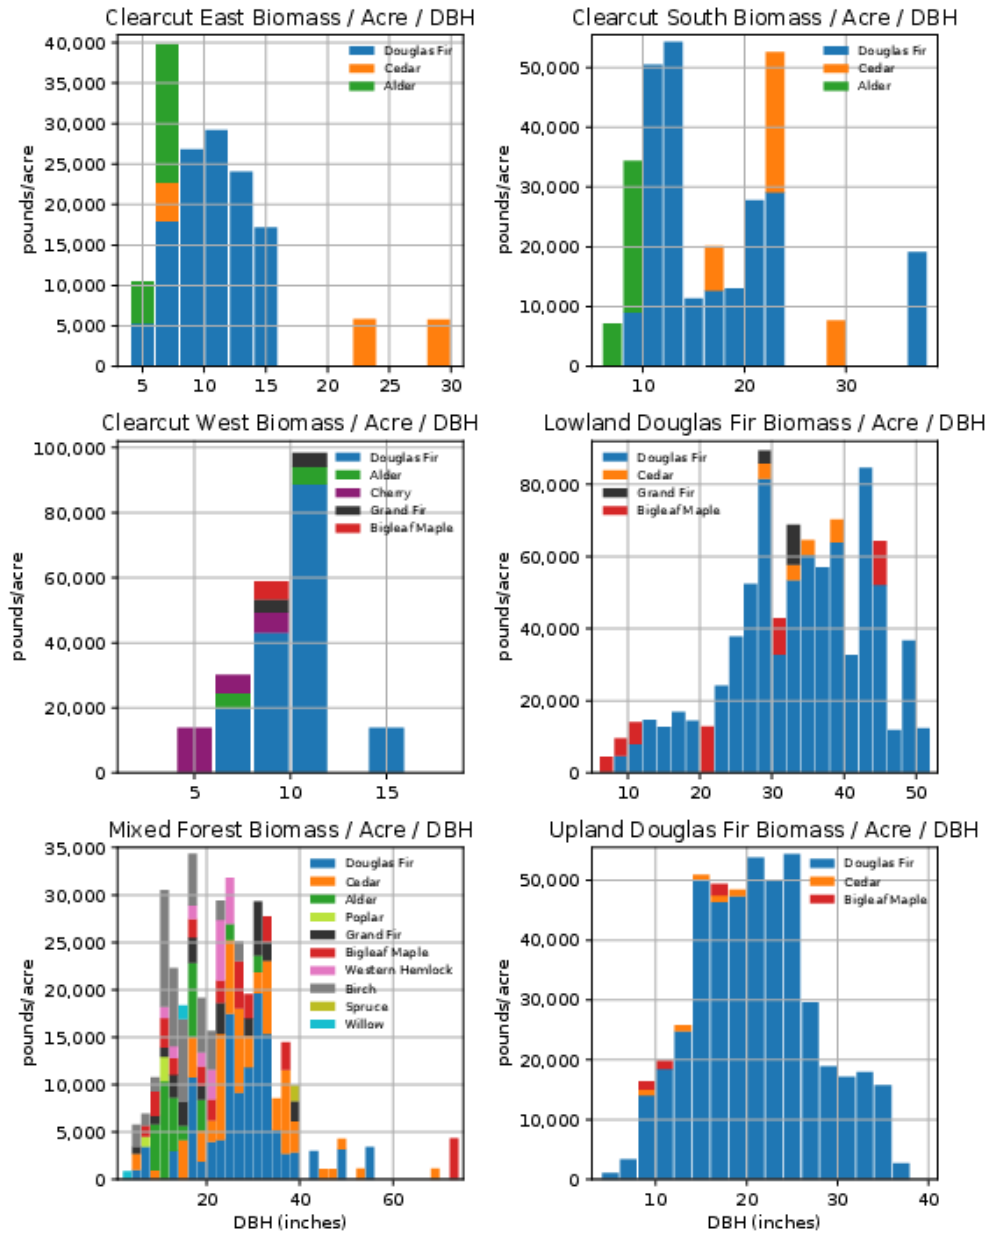 Clearcut East Biomass / Acre / DBH
Douglas Fir
Cedar
Alder
pounds/acre
40,000
35,000
30,000
25,000
20,000
15,000
10,000
5,000
0
5 10 15 20 25 30
Clearcut South Biomass / Acre / DBH
Douglas Fir
Cedar
Alder
pounds/acre
50,000
40,000
30,000
20,000
10,000
0
10 20 30
Clearcut West Biomass / Acre / DBH
Douglas Fir
Alder
Cherry
Grand Fir
Bigleaf Maple
pounds/acre
100,000
80,000
60,000
40,000
20,000
0
5 10 15
Lowland Douglas Fir Biomass / Acre / DBH
Douglas Fir
Cedar
Grand Fir
Bigleaf Maple
pounds/acre
80,000
60,000
40,000
20,000
0
10 20 30 40 50
Mixed Forest Biomass / Acre / DBH
Douglas Fir
Cedar
Alder
Poplar
Grand Fir
Bigleaf Maple
Western Hemlock
Birch
Spruce
Willow
pounds/acre
35,000
30,000
25,000
20,000
15,000
10,000
5,000
0
20 40 60
DBH (inches)
Upland Douglas Fir Biomass / Acre / DBH
Douglas Fir
Cedar
Bigleaf Maple
pounds/acre
50,000
40,000
30,000
20,000
10,000
0
10 20 30 40
DBH (inches)